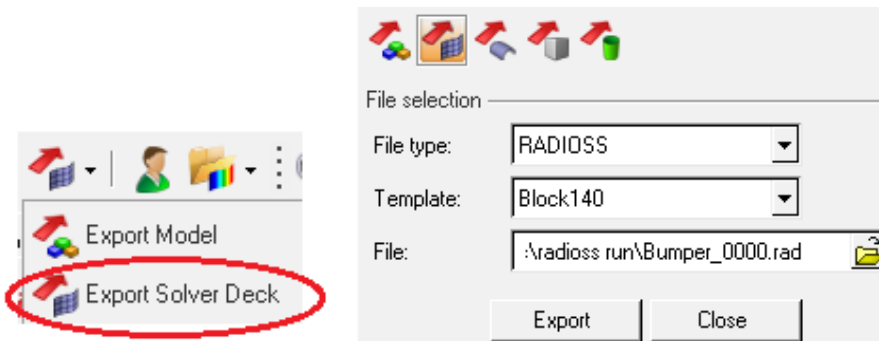 Export Model
Export Solver Deck
File selection
File type: RADIOSS
Template: Block140
File: :\radioss run\Bumper_0000.rad
Export Close